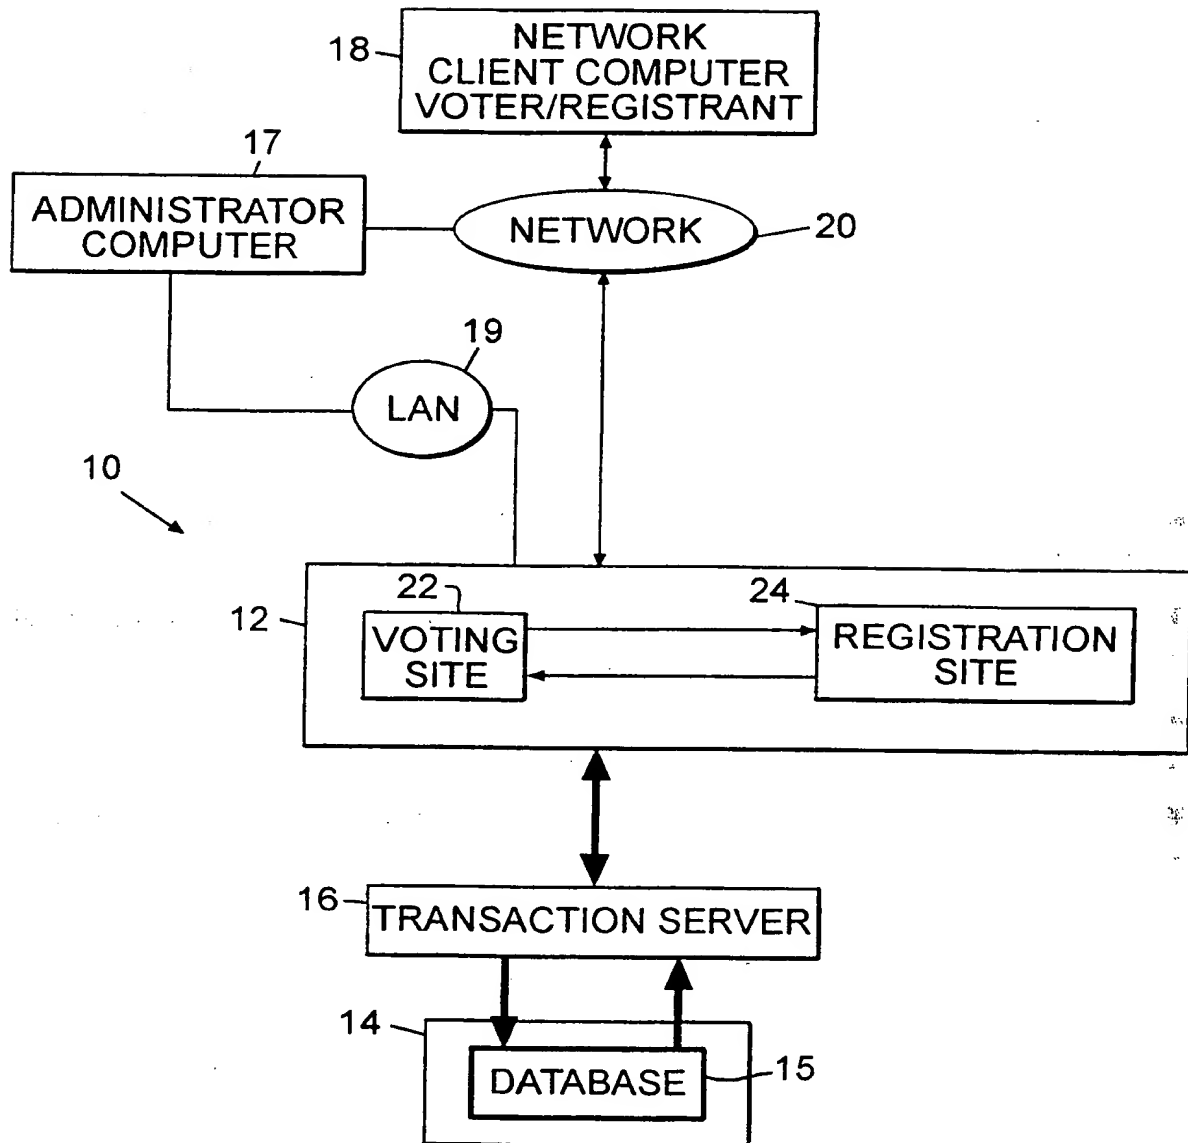 18
NETWORK
CLIENT COMPUTER
VOTER/REGISTRANT
17
ADMINISTRATOR
COMPUTER
NETWORK
20
19
LAN
10
12
22
VOTING
SITE
24
REGISTRATION
SITE
16
TRANSACTION SERVER
14
DATABASE
15